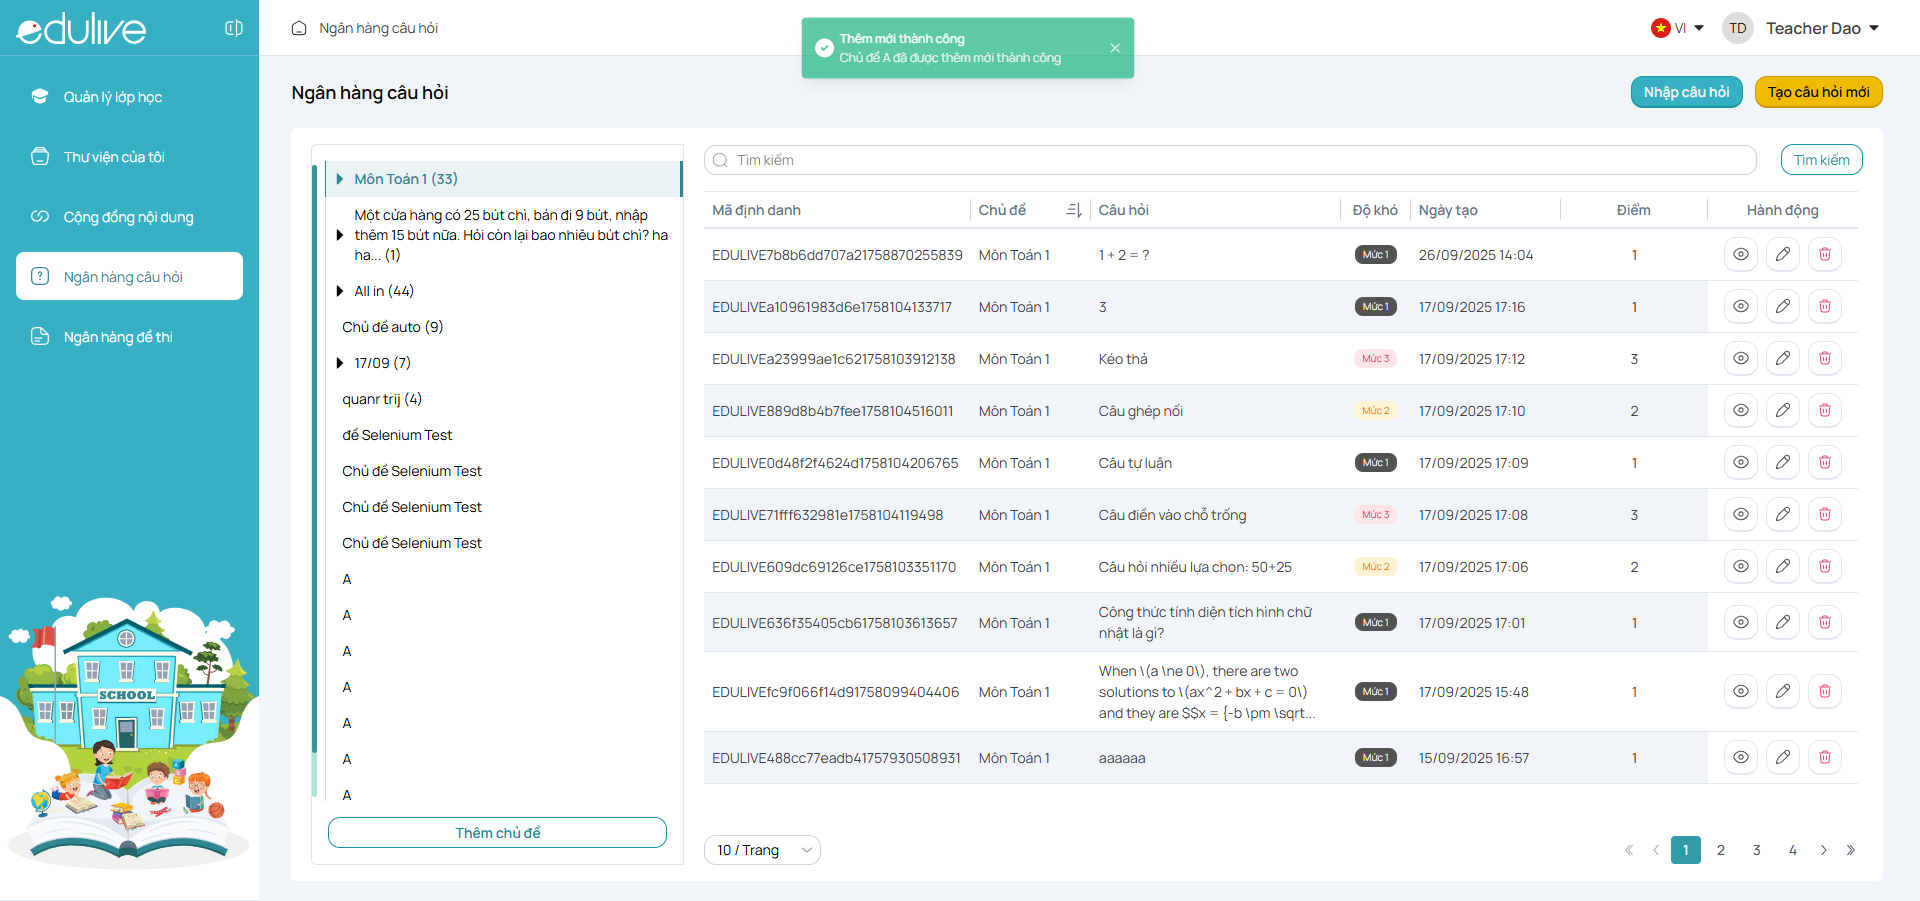 edulive
Quản lý lớp học
Thư viện của tôi
Cộng đồng nội dung
Ngân hàng câu hỏi
Ngân hàng đề thi
SCHOOL
Ngân hàng câu hỏi
Thêm mới thành công
Chủ đề A đã được thêm mới thành công
VI
TD
Teacher Dao
Ngân hàng câu hỏi
Nhập câu hỏi
Tạo câu hỏi mới
Môn Toán 1 (33)
Một cửa hàng có 25 bút chì, bán đi 9 bút, nhập
thêm 15 bút nữa. Hỏi còn lại bao nhiêu bút chì? ha
ha... (1)
All in (44)
Chủ đề auto (9)
17/09 (7)
quanr trij (4)
đề Selenium Test
Chủ đề Selenium Test
Chủ đề Selenium Test
Chủ đề Selenium Test
A
A
A
A
A
A
A
Thêm chủ đề
Tìm kiếm
Tìm kiếm
Mã định danh Chủ đề Câu hỏi Độ khó Ngày tạo Điểm Hành động
EDULIVE7b8b6dd707a21758870255839 Môn Toán 1 1 + 2 = ? Mức 1 26/09/2025 14:04 1
EDULIVEa10961983d6e1758104133717 Môn Toán 1 3 Mức 1 17/09/2025 17:16 1
EDULIVEa23999ae1c621758103912138 Môn Toán 1 Kéo thả Mức 3 17/09/2025 17:12 3
EDULIVE889d8b4b7fee1758104516011 Môn Toán 1 Câu ghép nối Mức 2 17/09/2025 17:10 2
EDULIVE0d48f2f4624d1758104206765 Môn Toán 1 Câu tự luận Mức 1 17/09/2025 17:09 1
EDULIVE71fff632981e1758104119498 Môn Toán 1 Câu điền vào chỗ trống Mức 3 17/09/2025 17:08 3
EDULIVE609dc69126ce1758103351170 Môn Toán 1 Câu hỏi nhiều lựa chọn: 50+25 Mức 2 17/09/2025 17:06 2
EDULIVE636f35405cb61758103613657 Môn Toán 1 Công thức tính diện tích hình chữ
nhật là gì? Mức 1 17/09/2025 17:01 1
EDULIVEfc9f066f14d91758099404406 Môn Toán 1 When \(a \ne 0\), there are two
solutions to \(ax^2 + bx + c = 0\)
and they are $$x = {-b \pm \sqrt... Mức 1 17/09/2025 15:48 1
EDULIVE488cc77eadb41757930508931 Môn Toán 1 aaaaaa Mức 1 15/09/2025 16:57 1
10 / Trang
1 2 3 4